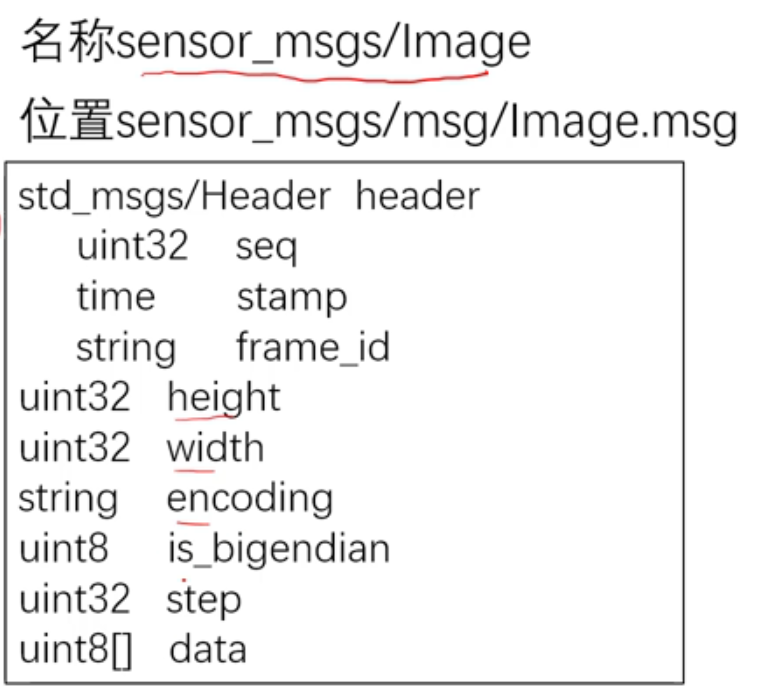 名称sensor_msgs/Image
位置sensor_msgs/msg/Image.msg
std_msgs/Header header
uint32 seq
time stamp
string frame_id
uint32 height
uint32 width
string encoding
uint8 is_bigendian
uint32 step
uint8[] data